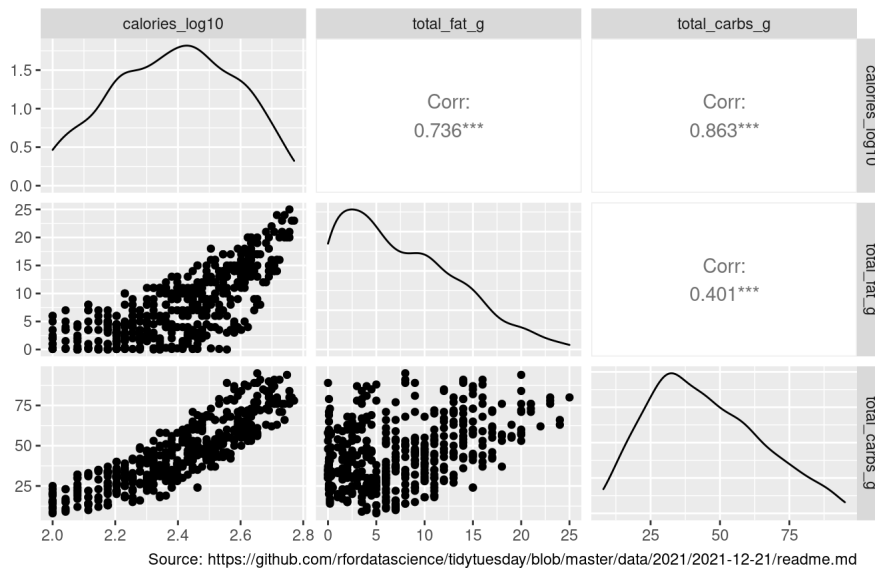 calories_log10 total_fat_g total_carbs_g
1.5
1.0
0.5
0.0
calories_log10
Corr:
0.736***
Corr:
0.863***
25
20
15
10
5
0
total_fat_g
Corr:
0.401***
75
50
25
total_carbs_g
2.0 2.2 2.4 2.6 2.8 0 5 10 15 20 25 25 50 75
Source: https://github.com/rfordatascience/tidytuesday/blob/master/data/2021/2021-12-21/readme.md